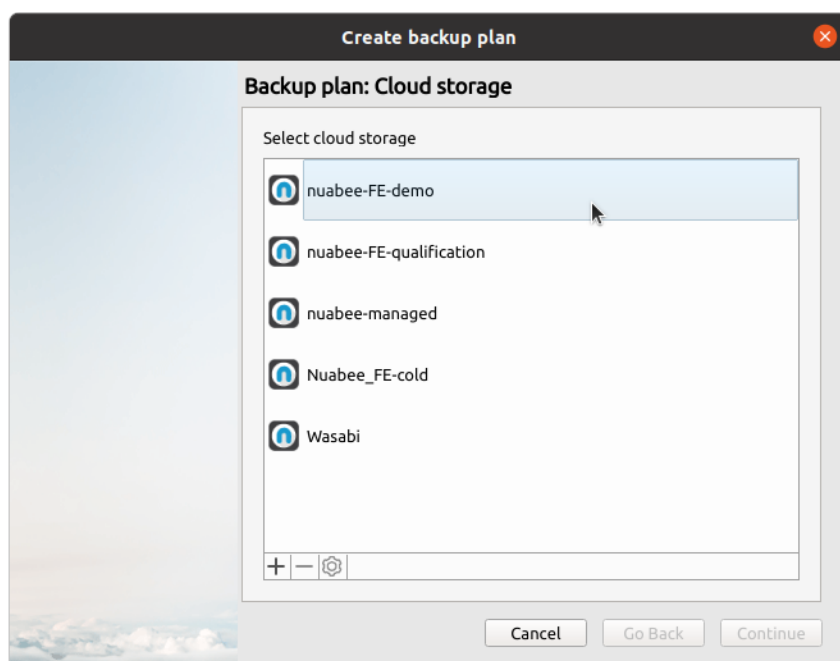 Create backup plan
Backup plan: Cloud storage
Select cloud storage
nuabee-FE-demo
nuabee-FE-qualification
nuabee-managed
Nuabee_FE-cold
Wasabi
Cancel
Go Back
Continue